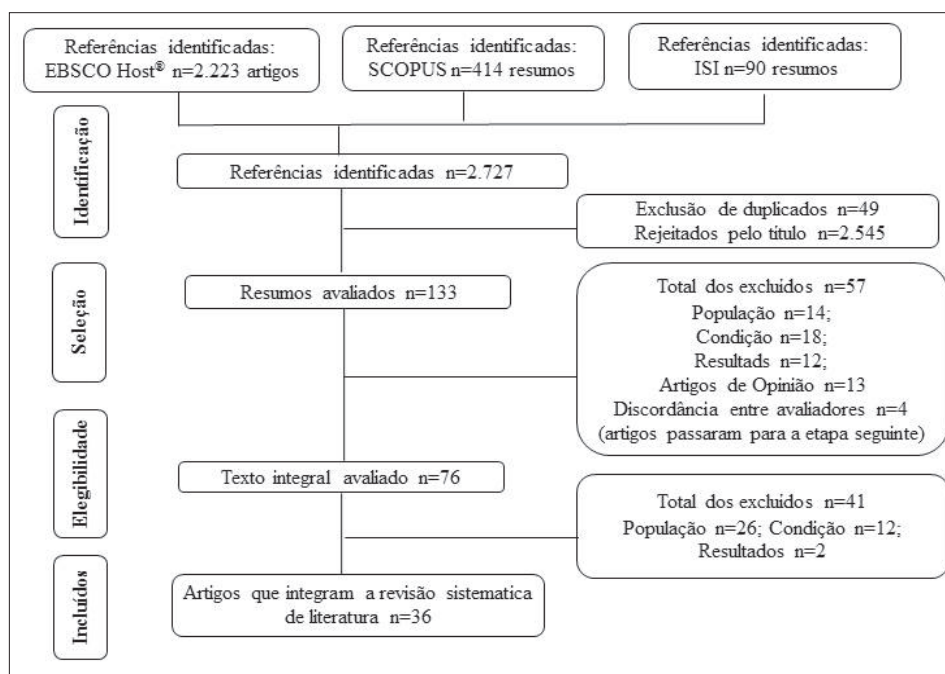 Referências identificadas:
EBSCO Host® n=2.223 artigos
Referências identificadas:
SCOPUS n=414 resumos
Referências identificadas:
ISI n=90 resumos
Identificação
Referências identificadas n=2.727
Exclusão de duplicados n=49
Rejeitados pelo título n=2.545
Seleção
Resumos avaliados n=133
Total dos excluidos n=57
População n=14;
Condição n=18;
Resultads n=12;
Artigos de Opinião n=13
Discordância entre avaliadores n=4
(artigos passaram para a etapa seguinte)
Elegibilidade
Texto integral avaliado n=76
Total dos excluidos n=41
População n=26; Condição n=12;
Resultados n=2
Incluídos
Artigos que integram a revisão sistematica
de literatura n=36